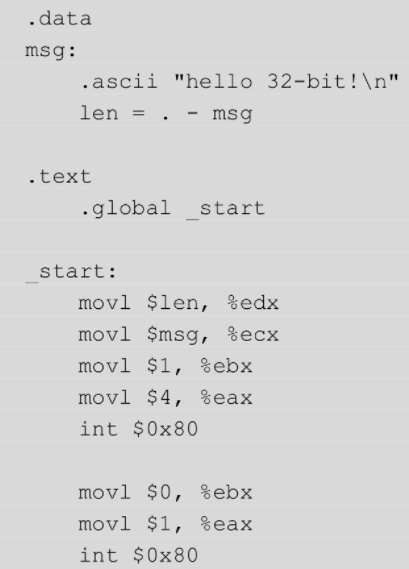 .data
msg:
    .ascii "hello 32-bit!\n"
    len = . - msg

.text
    .global _start

_start:
    movl $len, %edx
    movl $msg, %ecx
    movl $1, %ebx
    movl $4, %eax
    int $0x80

    movl $0, %ebx
    movl $1, %eax
    int $0x80